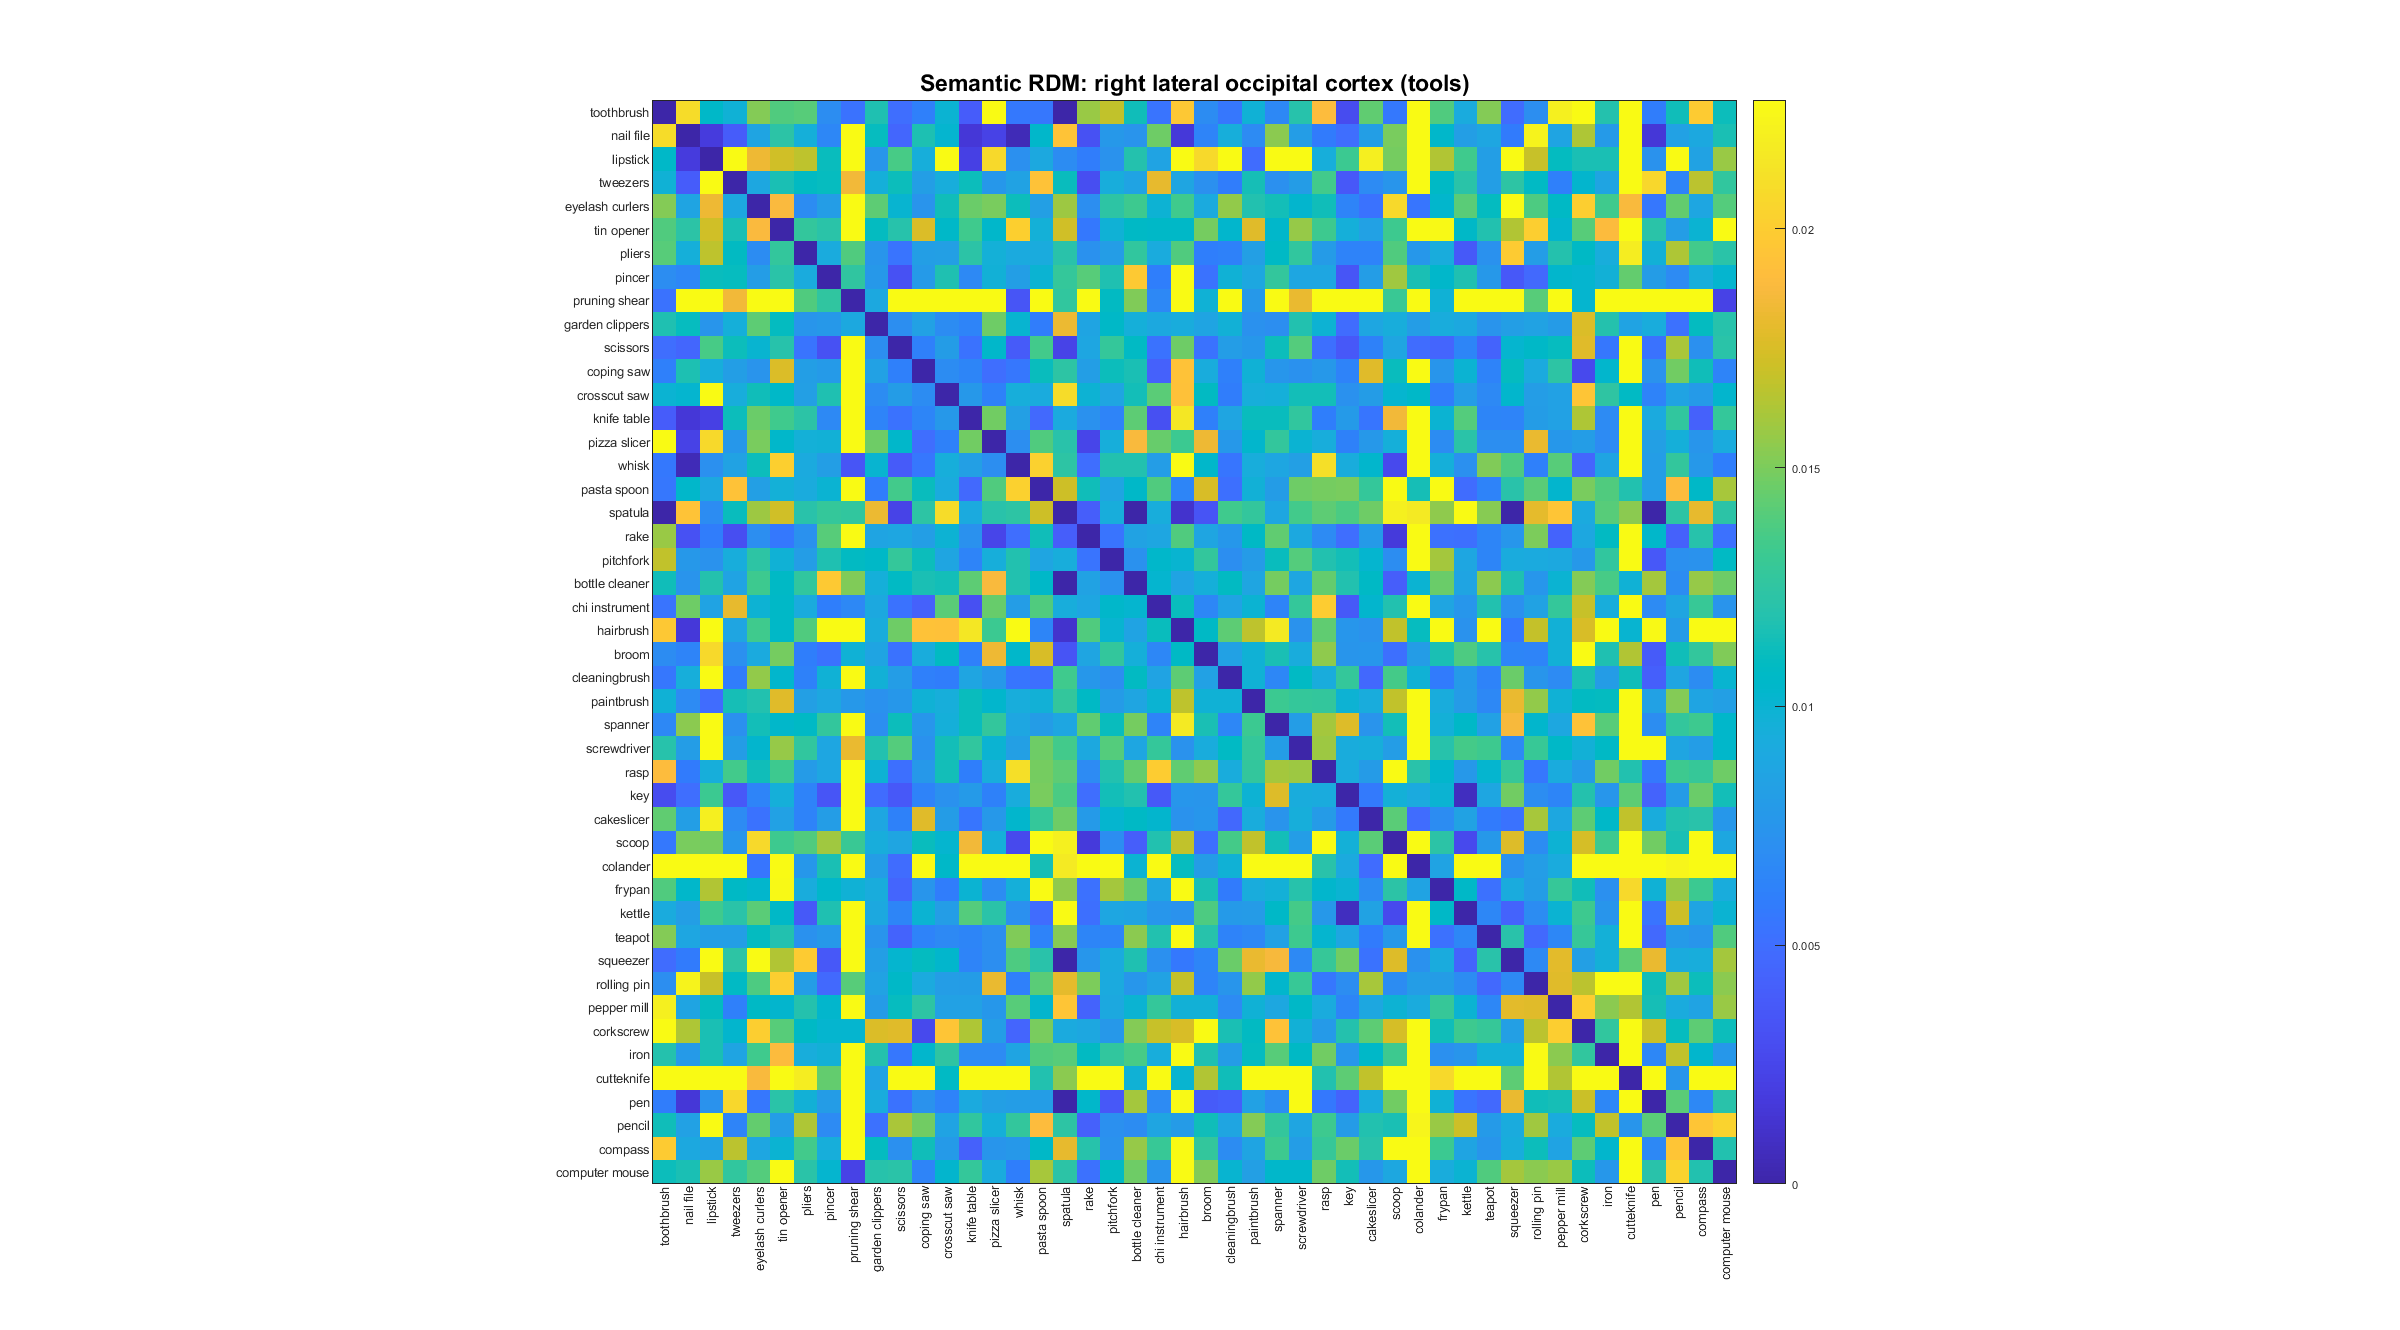 Semantic RDM: right lateral occipital cortex (tools)
toothbrush
nail file
lipstick
tweezers
eyelash curlers
tin opener
pliers
pincer
pruning shear
garden clippers
scissors
coping saw
crosscut saw
knife table
pizza slicer
whisk
pasta spoon
spatula
rake
pitchfork
bottle cleaner
chi instrument
hairbrush
broom
cleaningbrush
paintbrush
spanner
screwdriver
rasp
key
cakeslicer
scoop
colander
frypan
kettle
teapot
squeezer
rolling pin
pepper mill
corkscrew
iron
cutteknife
pen
pencil
compass
computer mouse
toothbrush
nail file
lipstick
tweezers
eyelash curlers
tin opener
pliers
pincer
pruning shear
garden clippers
scissors
coping saw
crosscut saw
knife table
pizza slicer
whisk
pasta spoon
spatula
rake
pitchfork
bottle cleaner
chi instrument
hairbrush
broom
cleaningbrush
paintbrush
spanner
screwdriver
rasp
key
cakeslicer
scoop
colander
frypan
kettle
teapot
squeezer
rolling pin
pepper mill
corkscrew
iron
cutteknife
pen
pencil
compass
computer mouse
0.02
0.015
0.01
0.005
0